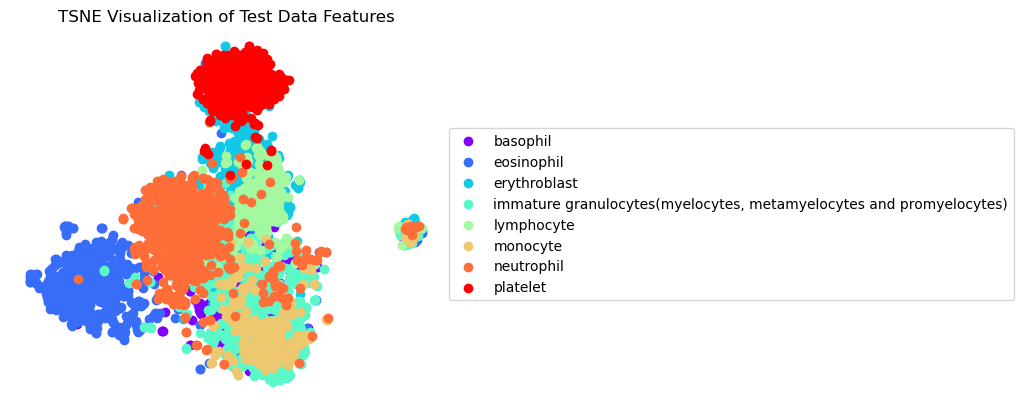 TSNE Visualization of Test Data Features
basophil
eosinophil
erythroblast
immature granulocytes(myelocytes, metamyelocytes and promyelocytes)
lymphocyte
monocyte
neutrophil
platelet